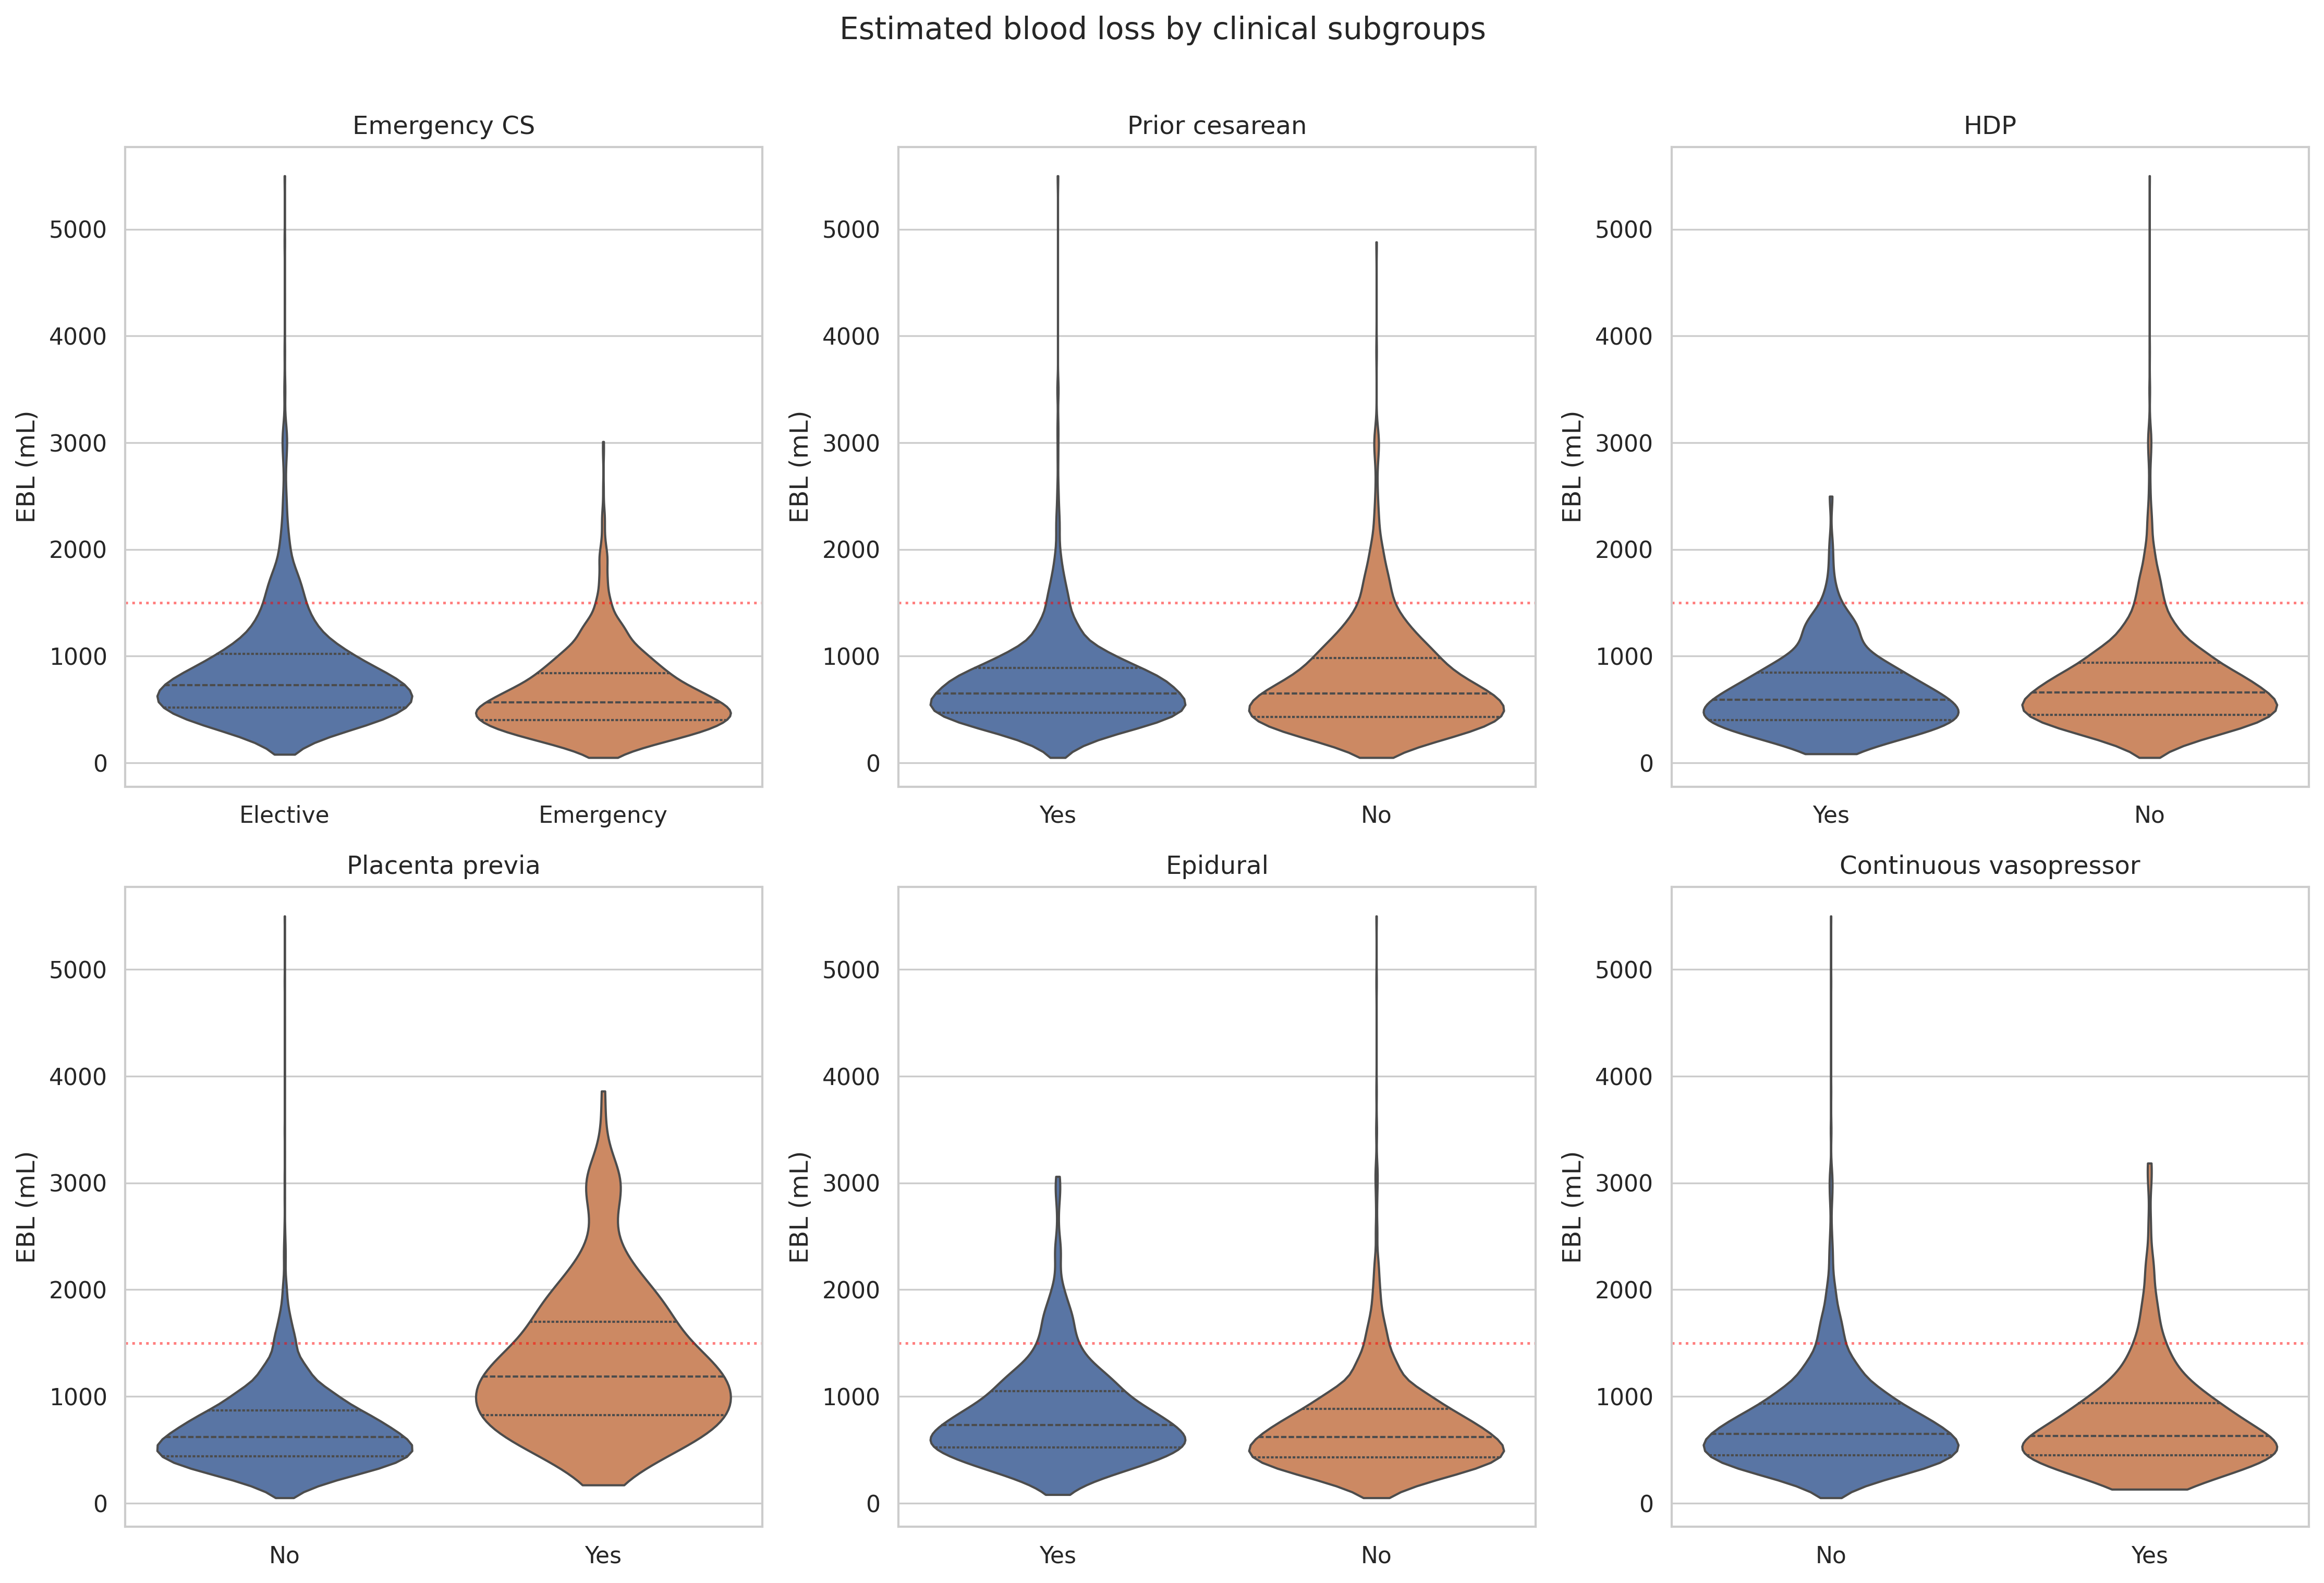 Estimated blood loss by clinical subgroups
Emergency CS
Prior cesarean
HDP
EBL (mL)
5000
4000
3000
2000
1000
0
Elective
Emergency
EBL (mL)
5000
4000
3000
2000
1000
0
Yes
No
EBL (mL)
5000
4000
3000
2000
1000
0
Yes
No
Placenta previa
Epidural
Continuous vasopressor
EBL (mL)
5000
4000
3000
2000
1000
0
No
Yes
EBL (mL)
5000
4000
3000
2000
1000
0
Yes
No
EBL (mL)
5000
4000
3000
2000
1000
0
No
Yes